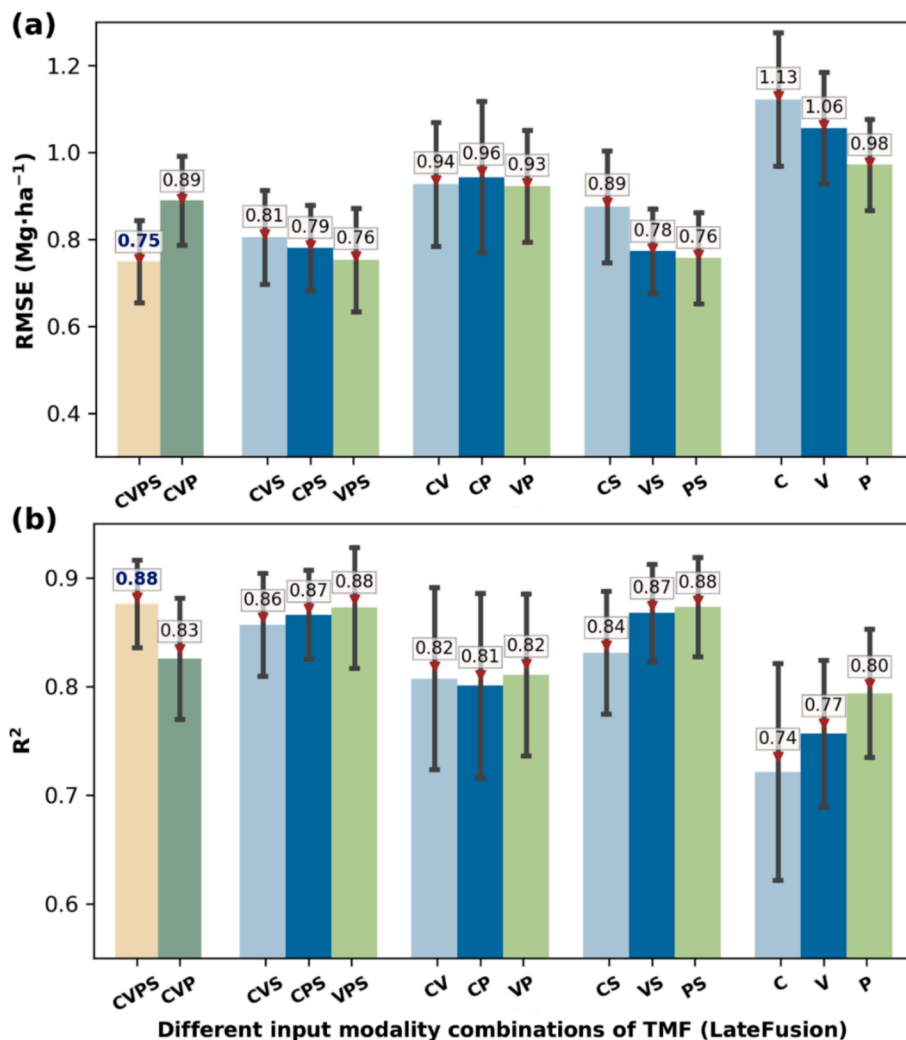 (a)
RMSE (Mg·ha⁻¹)
1.2
1.0
0.8
0.6
0.4
0.75
0.89
0.81
0.79
0.76
0.94
0.96
0.93
0.89
0.78
0.76
1.13
1.06
0.98
CVPS
CVP
CVS
CPS
VPS
CV
CP
VP
CS
VS
PS
C
V
P
(b)
R²
0.9
0.8
0.7
0.6
0.88
0.83
0.86
0.87
0.88
0.82
0.81
0.82
0.84
0.87
0.88
0.74
0.77
0.80
CVPS
CVP
CVS
CPS
VPS
CV
CP
VP
CS
VS
PS
C
V
P
Different input modality combinations of TMF (LateFusion)